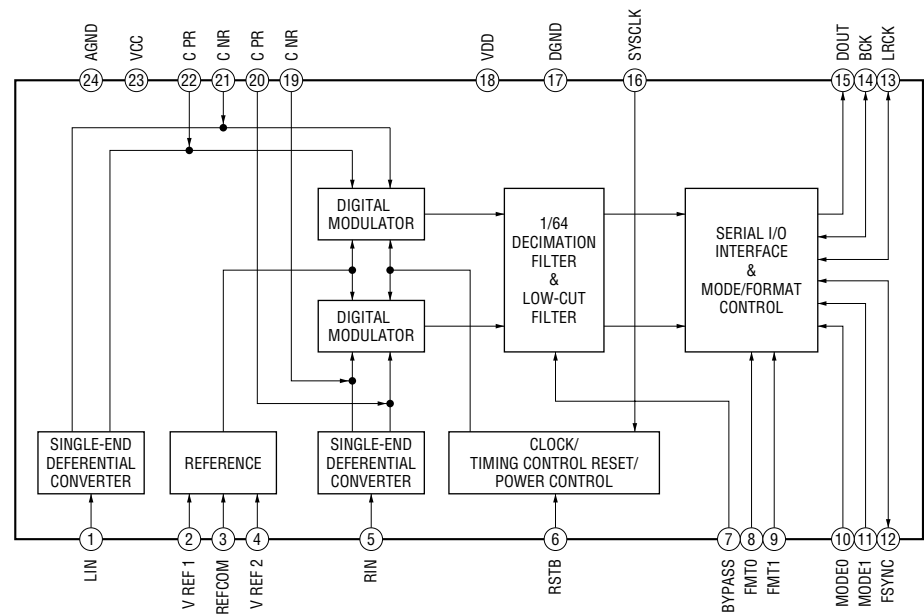 AGND
VCC
C PR
C NR
C PR
C NR
VDD
DGND
SYSCLK
DOUT
BCK
LRCK
24
23
22
21
20
19
18
17
16
15
14
13
DIGITAL
MODULATOR
1/64
DECIMATION
FILTER
&
LOW-CUT
FILTER
SERIAL I/O
INTERFACE
&
MODE/FORMAT
CONTROL
DIGITAL
MODULATOR
SINGLE-END
DEFERENTIAL
CONVERTER
REFERENCE
SINGLE-END
DEFERENTIAL
CONVERTER
CLOCK/
TIMING CONTROL RESET/
POWER CONTROL
1
2
3
4
5
6
7
8
9
10
11
12
LIN
V REF 1
REFCOM
V REF 2
RIN
RSTB
BYPASS
FMT0
FMT1
MODE0
MODE1
FSYNC